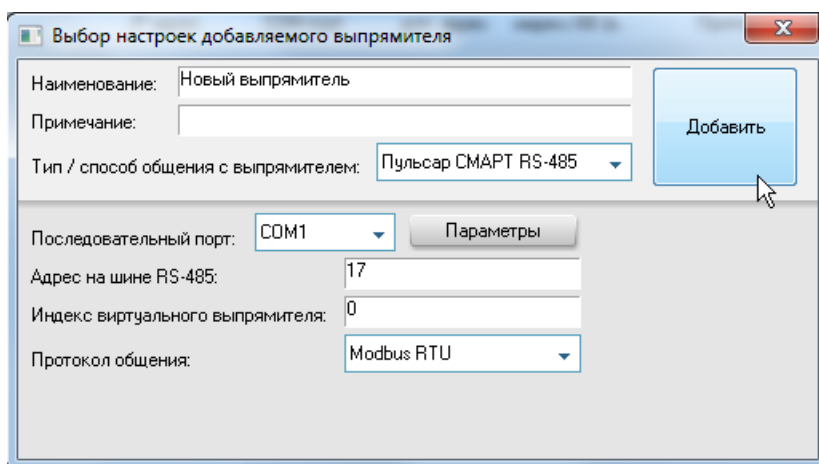 Выбор настроек добавляемого выпрямителя
Наименование: Новый выпрямитель
Примечание:
Добавить
Тип / способ общения с выпрямителем: Пульсар СМАРТ RS-485
Последовательный порт: COM1 Параметры
Адрес на шине RS-485: 17
Индекс виртуального выпрямителя: 0
Протокол общения: Modbus RTU